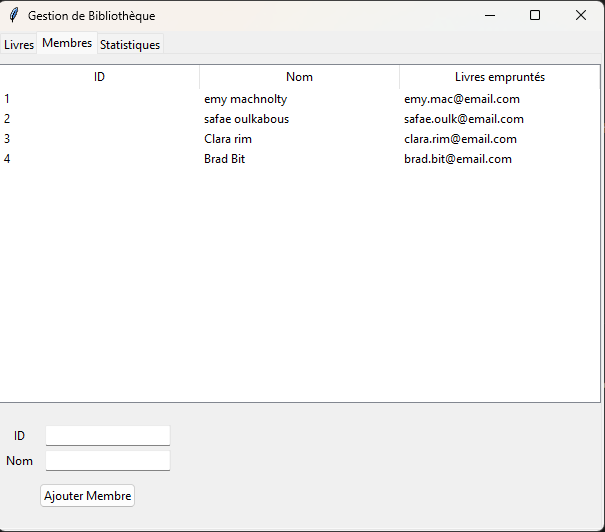 Gestion de Bibliothèque
Livres Membres Statistiques
ID Nom Livres empruntés
1 emy machnolty emy.mac@email.com
2 safae oulkabous safae.oulk@email.com
3 Clara rim clara.rim@email.com
4 Brad Bit brad.bit@email.com
ID
Nom
Ajouter Membre